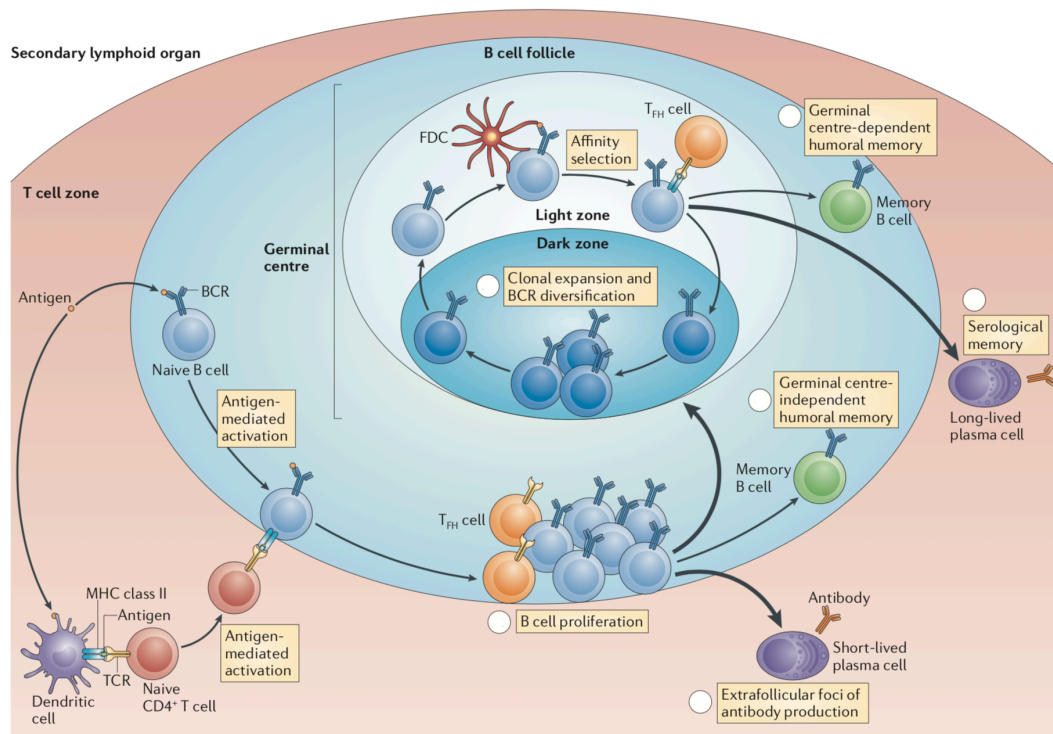 Secondary lymphoid organ
B cell follicle
T cell zone
Germinal
centre
FDC
Affinity
selection
T_FH cell
Germinal
centre-dependent
humoral memory
Memory
B cell
Light zone
Dark zone
Clonal expansion and
BCR diversification
Antigen
BCR
Naive B cell
Serological
memory
Long-lived
plasma cell
Antigen-
mediated
activation
Germinal centre-
independent
humoral memory
Memory
B cell
T_FH cell
B cell proliferation
MHC class II
Antigen
TCR
Dendritic
cell
Naive
CD4⁺ T cell
Antigen-
mediated
activation
Antibody
Short-lived
plasma cell
Extrafollicular foci of
antibody production